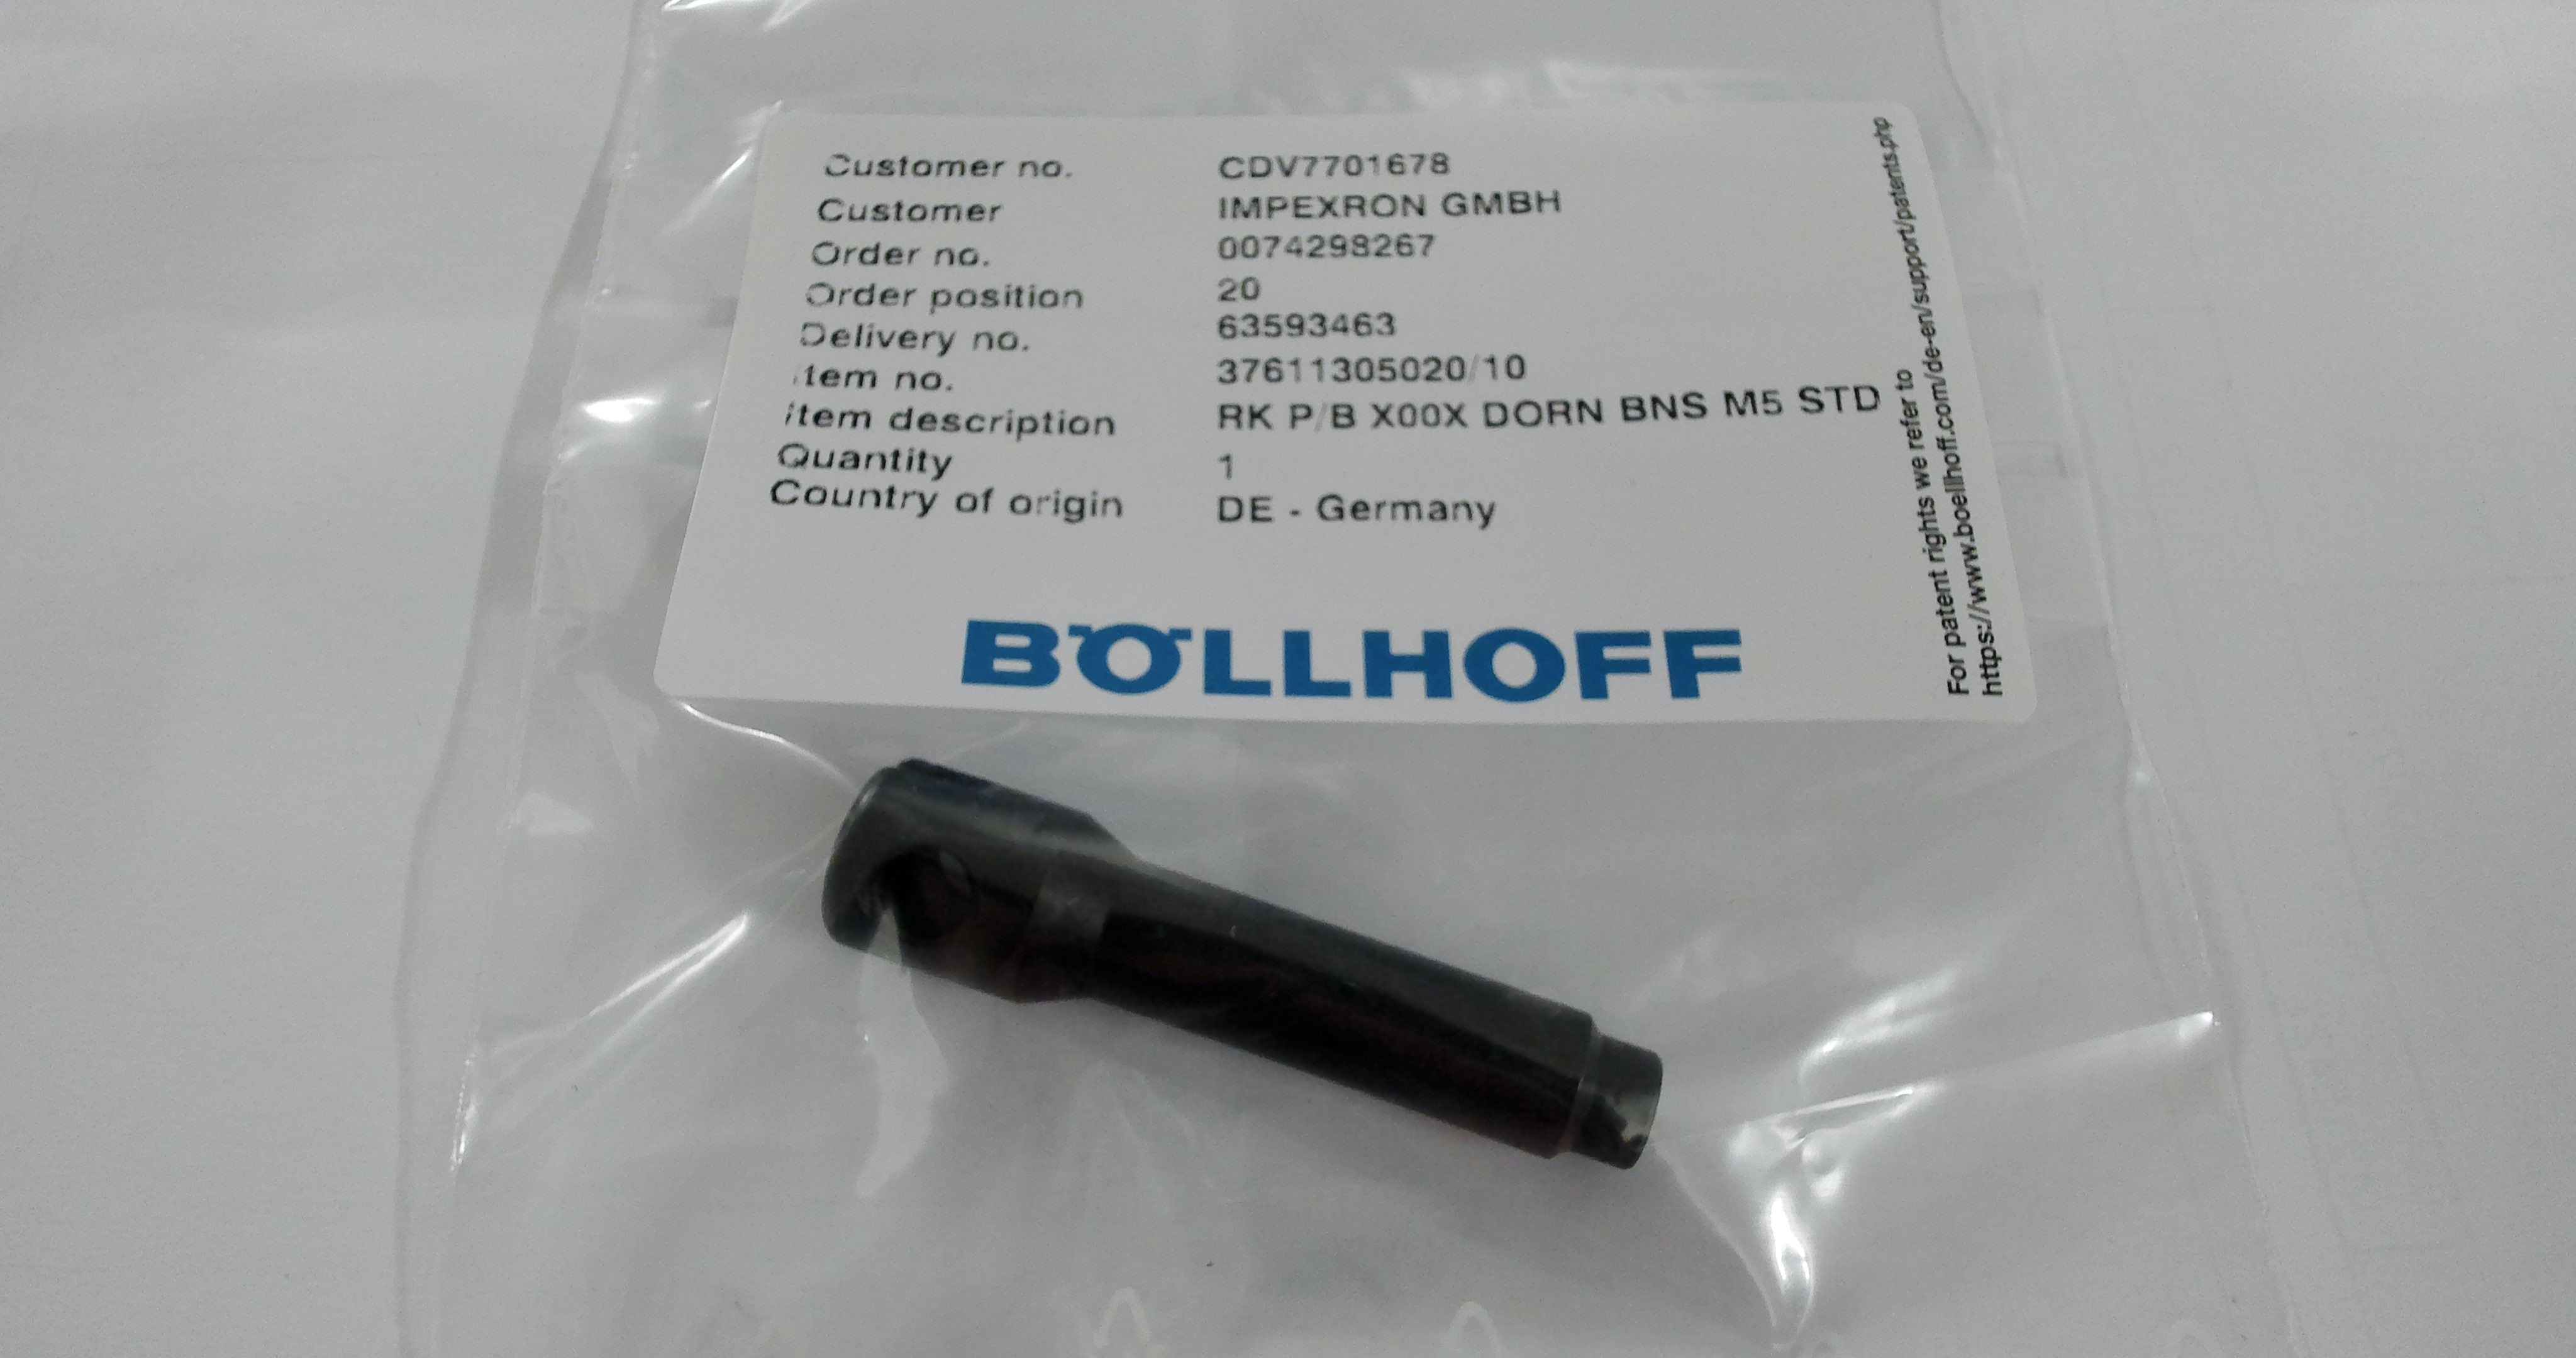 Customer no. CDV7701678
Customer IMPEXRON GMBH
Order no. 0074298267
Order position 20
Delivery no. 63593463
Item no. 37611305020/10
Item description RK P/B X00X DORN BNS M5 STD
Quantity 1
Country of origin DE - Germany
BÖLLHOFF
For patent rights we refer to
https://www.boellhoff.com/de-en/support/patents.php